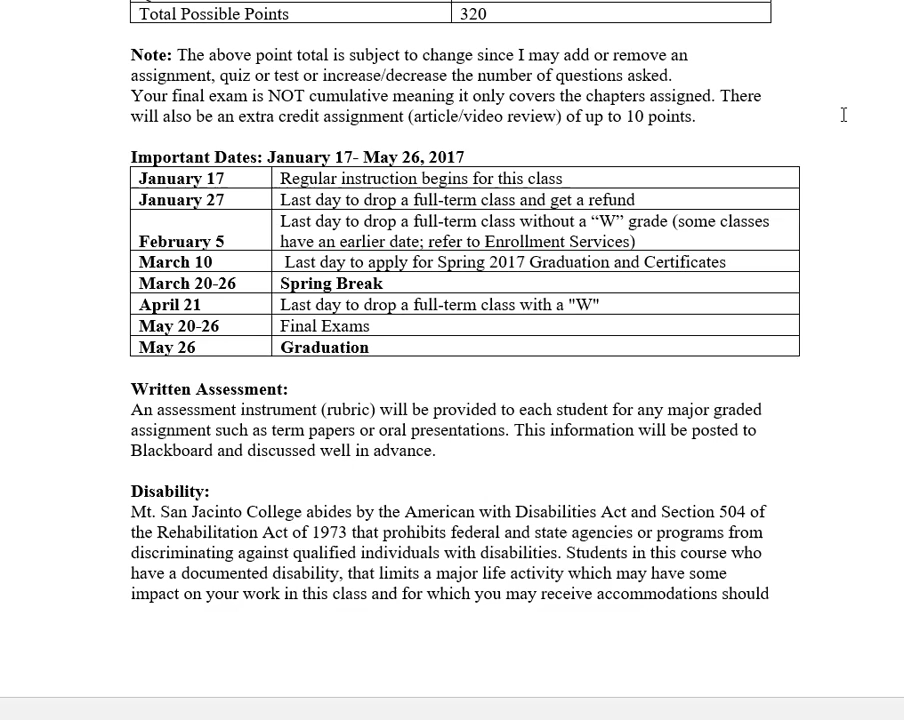 Total Possible Points 320
Note: The above point total is subject to change since I may add or remove an
assignment, quiz or test or increase/decrease the number of questions asked.
Your final exam is NOT cumulative meaning it only covers the chapters assigned. There
will also be an extra credit assignment (article/video review) of up to 10 points.
Important Dates: January 17- May 26, 2017
January 17 Regular instruction begins for this class
January 27 Last day to drop a full-term class and get a refund
Last day to drop a full-term class without a “W” grade (some classes
February 5 have an earlier date; refer to Enrollment Services)
March 10 Last day to apply for Spring 2017 Graduation and Certificates
March 20-26 Spring Break
April 21 Last day to drop a full-term class with a "W"
May 20-26 Final Exams
May 26 Graduation
Written Assessment:
An assessment instrument (rubric) will be provided to each student for any major graded
assignment such as term papers or oral presentations. This information will be posted to
Blackboard and discussed well in advance.
Disability:
Mt. San Jacinto College abides by the American with Disabilities Act and Section 504 of
the Rehabilitation Act of 1973 that prohibits federal and state agencies or programs from
discriminating against qualified individuals with disabilities. Students in this course who
have a documented disability, that limits a major life activity which may have some
impact on your work in this class and for which you may receive accommodations should